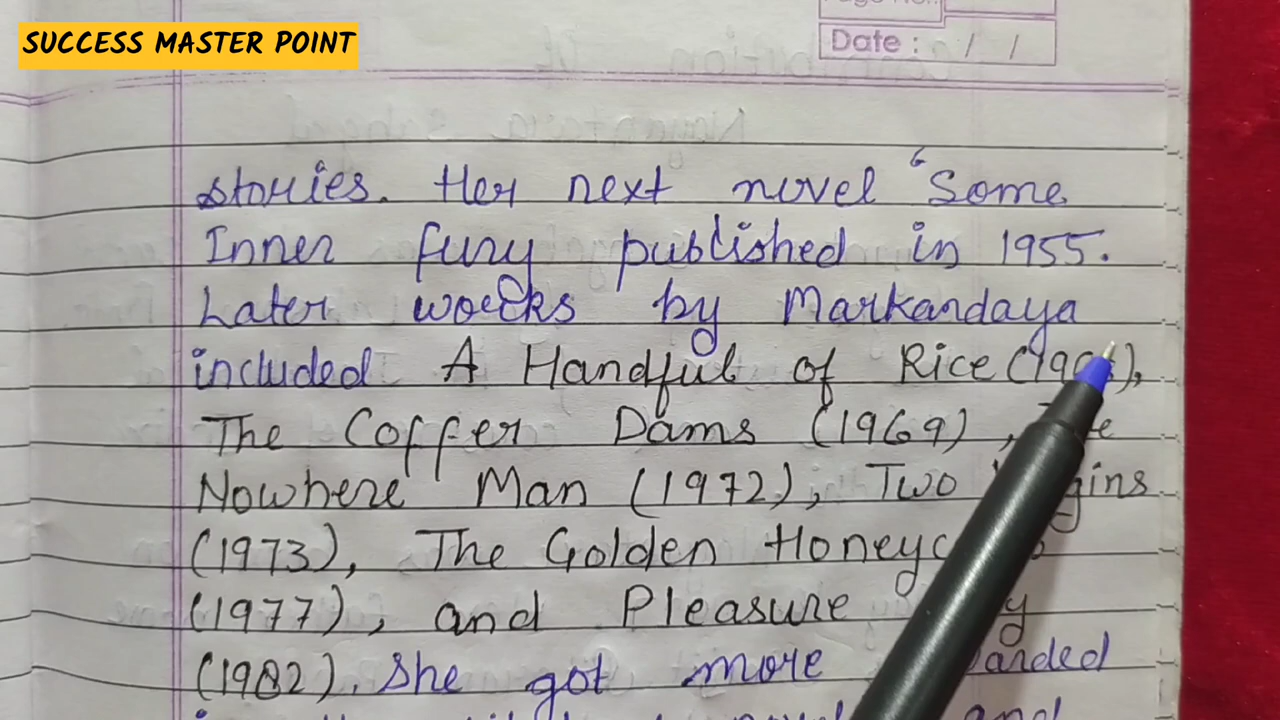 SUCCESS MASTER POINT
Date : / /
stories. Her next novel 'Some
Inner fury published in 1955.
Later works by Markandaya
included A Handful of Rice
The Coffer Dams (1969),
Nowhere Man (1972), Two
(1973), The Golden
(1977), and Pleasure
(1982). She got more